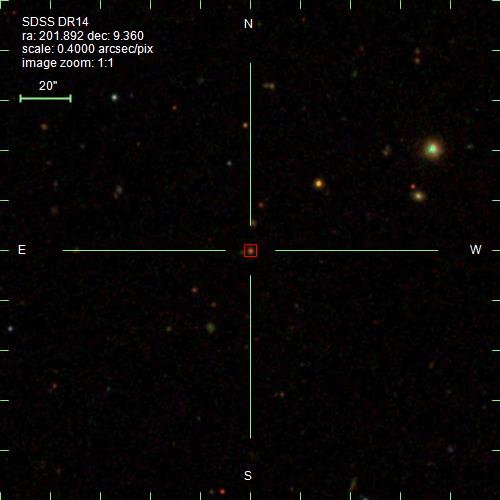 SDSS DR14
ra: 201.892 dec: 9.360
scale: 0.4000 arcsec/pix
image zoom: 1:1
20"
N
E
W
S